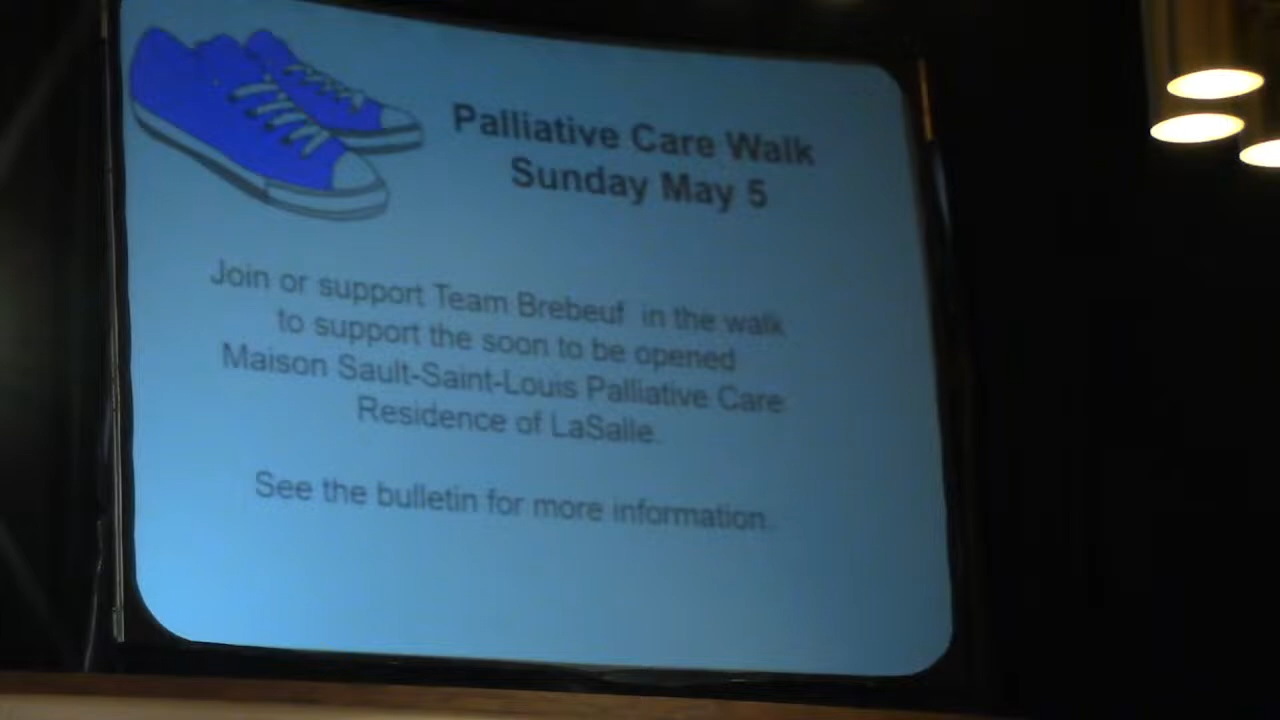 Palliative Care Walk
Sunday May 5
Join or support Team Brebeuf in the walk
to support the soon to be opened
Maison Sault-Saint-Louis Palliative Care
Residence of LaSalle.
See the bulletin for more information.